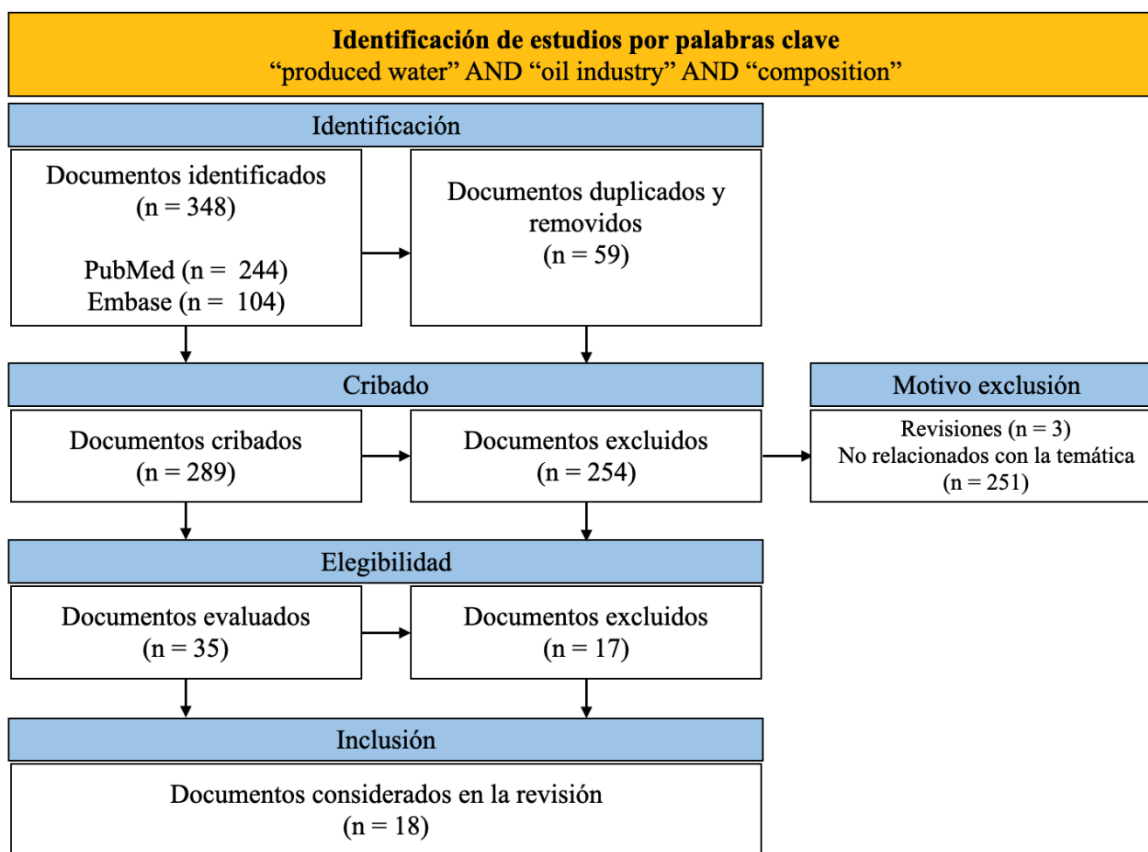 Identificación de estudios por palabras clave
“produced water” AND “oil industry” AND “composition”
Identificación
Documentos identificados
(n = 348)
PubMed (n = 244)
Embase (n = 104)
Documentos duplicados y
removidos
(n = 59)
Cribado
Documentos cribados
(n = 289)
Documentos excluidos
(n = 254)
Motivo exclusión
Revisiones (n = 3)
No relacionados con la temática
(n = 251)
Elegibilidad
Documentos evaluados
(n = 35)
Documentos excluidos
(n = 17)
Inclusión
Documentos considerados en la revisión
(n = 18)